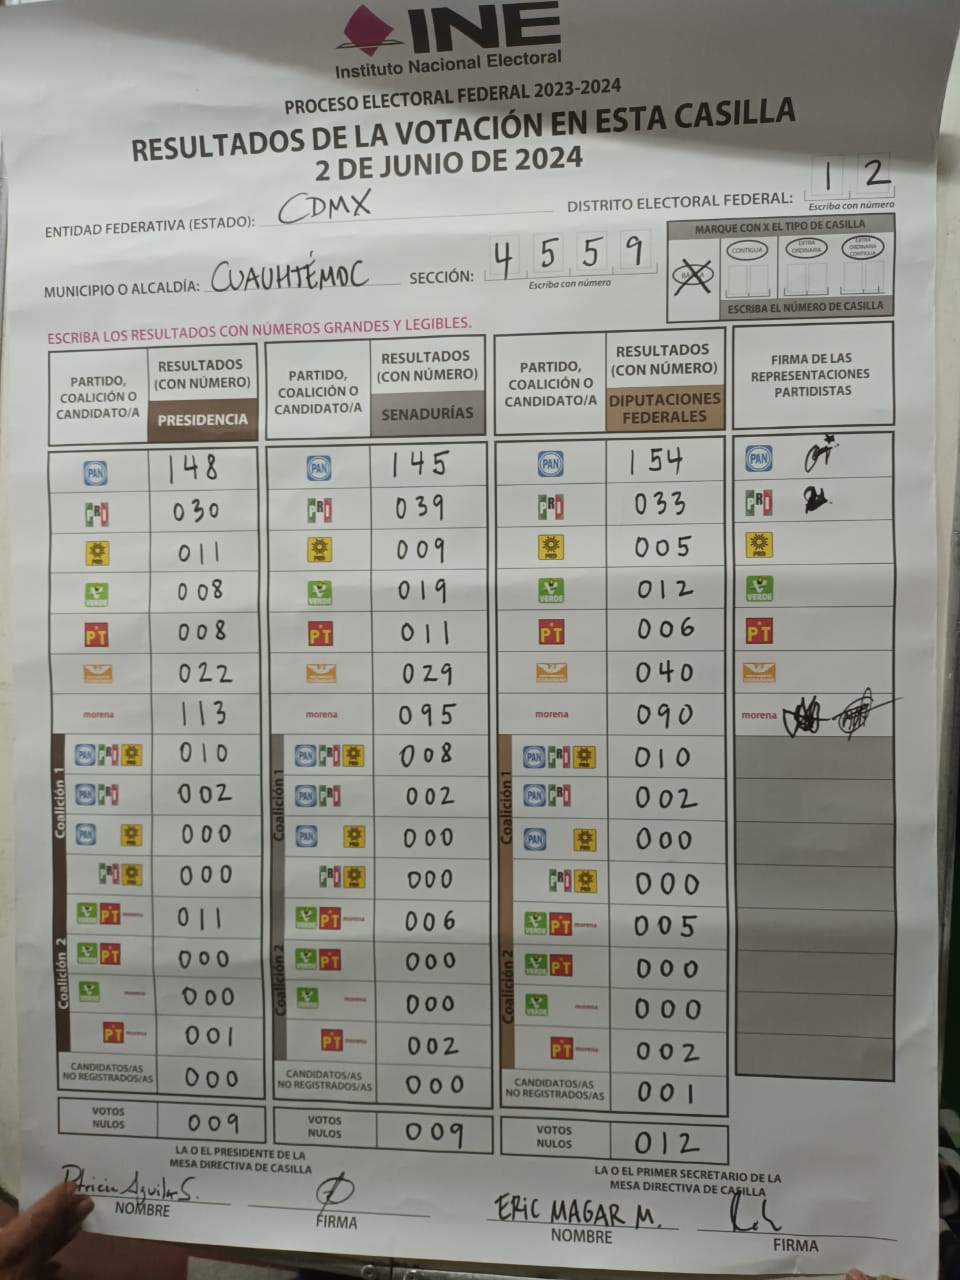 INE
Instituto Nacional Electoral
PROCESO ELECTORAL FEDERAL 2023-2024
RESULTADOS DE LA VOTACIÓN EN ESTA CASILLA
2 DE JUNIO DE 2024
ENTIDAD FEDERATIVA (ESTADO): CDMX DISTRITO ELECTORAL FEDERAL: 1 2
Escriba con número
MUNICIPIO O ALCALDÍA: CUAUHTÉMOC SECCIÓN: 4 5 5 9
Escriba con número
MARQUE CON X EL TIPO DE CASILLA
CONTIGUA EXTRA ORDINARIA EXTRA ORDINARIA CONTIGUA
ESCRIBA EL NÚMERO DE CASILLA
ESCRIBA LOS RESULTADOS CON NÚMEROS GRANDES Y LEGIBLES.
PARTIDO, COALICIÓN O CANDIDATO/A RESULTADOS (CON NÚMERO) PRESIDENCIA PARTIDO, COALICIÓN O CANDIDATO/A RESULTADOS (CON NÚMERO) SENADURÍAS PARTIDO, COALICIÓN O CANDIDATO/A RESULTADOS (CON NÚMERO) DIPUTACIONES FEDERALES FIRMA DE LAS REPRESENTACIONES PARTIDISTAS
PAN 148 PAN 145 PAN 154 PAN
PRI 030 PRI 039 PRI 033 PRI
PRD 011 PRD 009 PRD 005 PRD
VERDE 008 VERDE 019 VERDE 012 VERDE
PT 008 PT 011 PT 006 PT
022 029 040
morena 113 morena 095 morena 090 morena
Coalición 1 Coalición 1 Coalición 1
PAN PRI PRD 010 PAN PRI PRD 008 PAN PRI PRD 010
PAN PRI 002 PAN PRI 002 PAN PRI 002
PAN PRD 000 PAN PRD 000 PAN PRD 000
PRI PRD 000 PRI PRD 000 PRI PRD 000
Coalición 2 Coalición 2 Coalición 2
VERDE PT morena 011 VERDE PT morena 006 VERDE PT morena 005
VERDE PT 000 VERDE PT 000 VERDE PT 000
VERDE morena 000 VERDE morena 000 VERDE morena 000
PT morena 001 PT morena 002 PT morena 002
CANDIDATOS/AS NO REGISTRADOS/AS 000 CANDIDATOS/AS NO REGISTRADOS/AS 000 CANDIDATOS/AS NO REGISTRADOS/AS 001
VOTOS NULOS 009 VOTOS NULOS 009 VOTOS NULOS 012
LA O EL PRESIDENTE DE LA MESA DIRECTIVA DE CASILLA
LA O EL PRIMER SECRETARIO DE LA MESA DIRECTIVA DE CASILLA
Patricia Aguilar S. ERIC MAGAR M.
NOMBRE FIRMA NOMBRE FIRMA